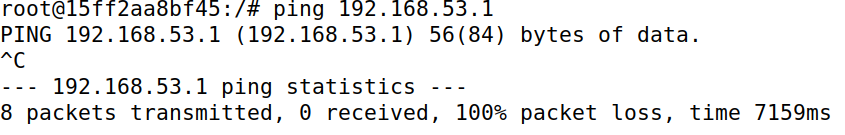 root@15ff2aa8bf45:/# ping 192.168.53.1
PING 192.168.53.1 (192.168.53.1) 56(84) bytes of data.
^C
--- 192.168.53.1 ping statistics ---
8 packets transmitted, 0 received, 100% packet loss, time 7159ms